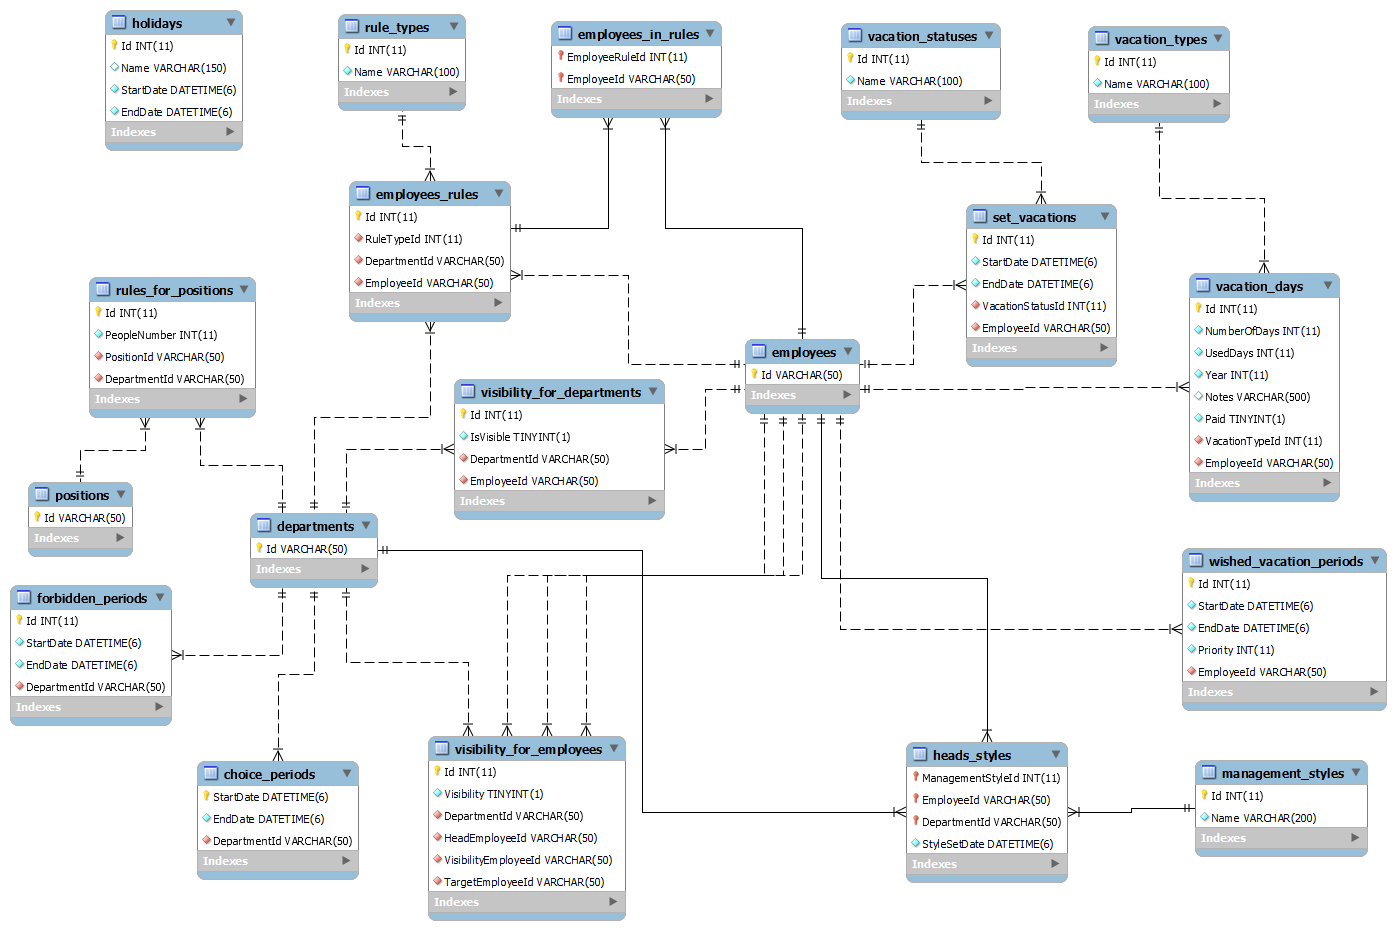 holidays
Id INT(11)
Name VARCHAR(150)
StartDate DATETIME(6)
EndDate DATETIME(6)
Indexes
rule_types
Id INT(11)
Name VARCHAR(100)
Indexes
employees_in_rules
EmployeeRuleId INT(11)
EmployeeId VARCHAR(50)
Indexes
vacation_statuses
Id INT(11)
Name VARCHAR(100)
Indexes
vacation_types
Id INT(11)
Name VARCHAR(100)
Indexes
employees_rules
Id INT(11)
RuleTypeId INT(11)
DepartmentId VARCHAR(50)
EmployeeId VARCHAR(50)
Indexes
set_vacations
Id INT(11)
StartDate DATETIME(6)
EndDate DATETIME(6)
VacationStatusId INT(11)
EmployeeId VARCHAR(50)
Indexes
rules_for_positions
Id INT(11)
PeopleNumber INT(11)
PositionId VARCHAR(50)
DepartmentId VARCHAR(50)
Indexes
vacation_days
Id INT(11)
NumberOfDays INT(11)
UsedDays INT(11)
Year INT(11)
Notes VARCHAR(500)
Paid TINYINT(1)
VacationTypeId INT(11)
EmployeeId VARCHAR(50)
Indexes
employees
Id VARCHAR(50)
Indexes
visibility_for_departments
Id INT(11)
IsVisible TINYINT(1)
DepartmentId VARCHAR(50)
EmployeeId VARCHAR(50)
Indexes
positions
Id VARCHAR(50)
Indexes
departments
Id VARCHAR(50)
Indexes
wished_vacation_periods
Id INT(11)
StartDate DATETIME(6)
EndDate DATETIME(6)
Priority INT(11)
EmployeeId VARCHAR(50)
Indexes
forbidden_periods
Id INT(11)
StartDate DATETIME(6)
EndDate DATETIME(6)
DepartmentId VARCHAR(50)
Indexes
choice_periods
StartDate DATETIME(6)
EndDate DATETIME(6)
DepartmentId VARCHAR(50)
Indexes
visibility_for_employees
Id INT(11)
Visibility TINYINT(1)
DepartmentId VARCHAR(50)
HeadEmployeeId VARCHAR(50)
VisibilityEmployeeId VARCHAR(50)
TargetEmployeeId VARCHAR(50)
Indexes
heads_styles
ManagementStyleId INT(11)
EmployeeId VARCHAR(50)
DepartmentId VARCHAR(50)
StyleSetDate DATETIME(6)
Indexes
management_styles
Id INT(11)
Name VARCHAR(200)
Indexes